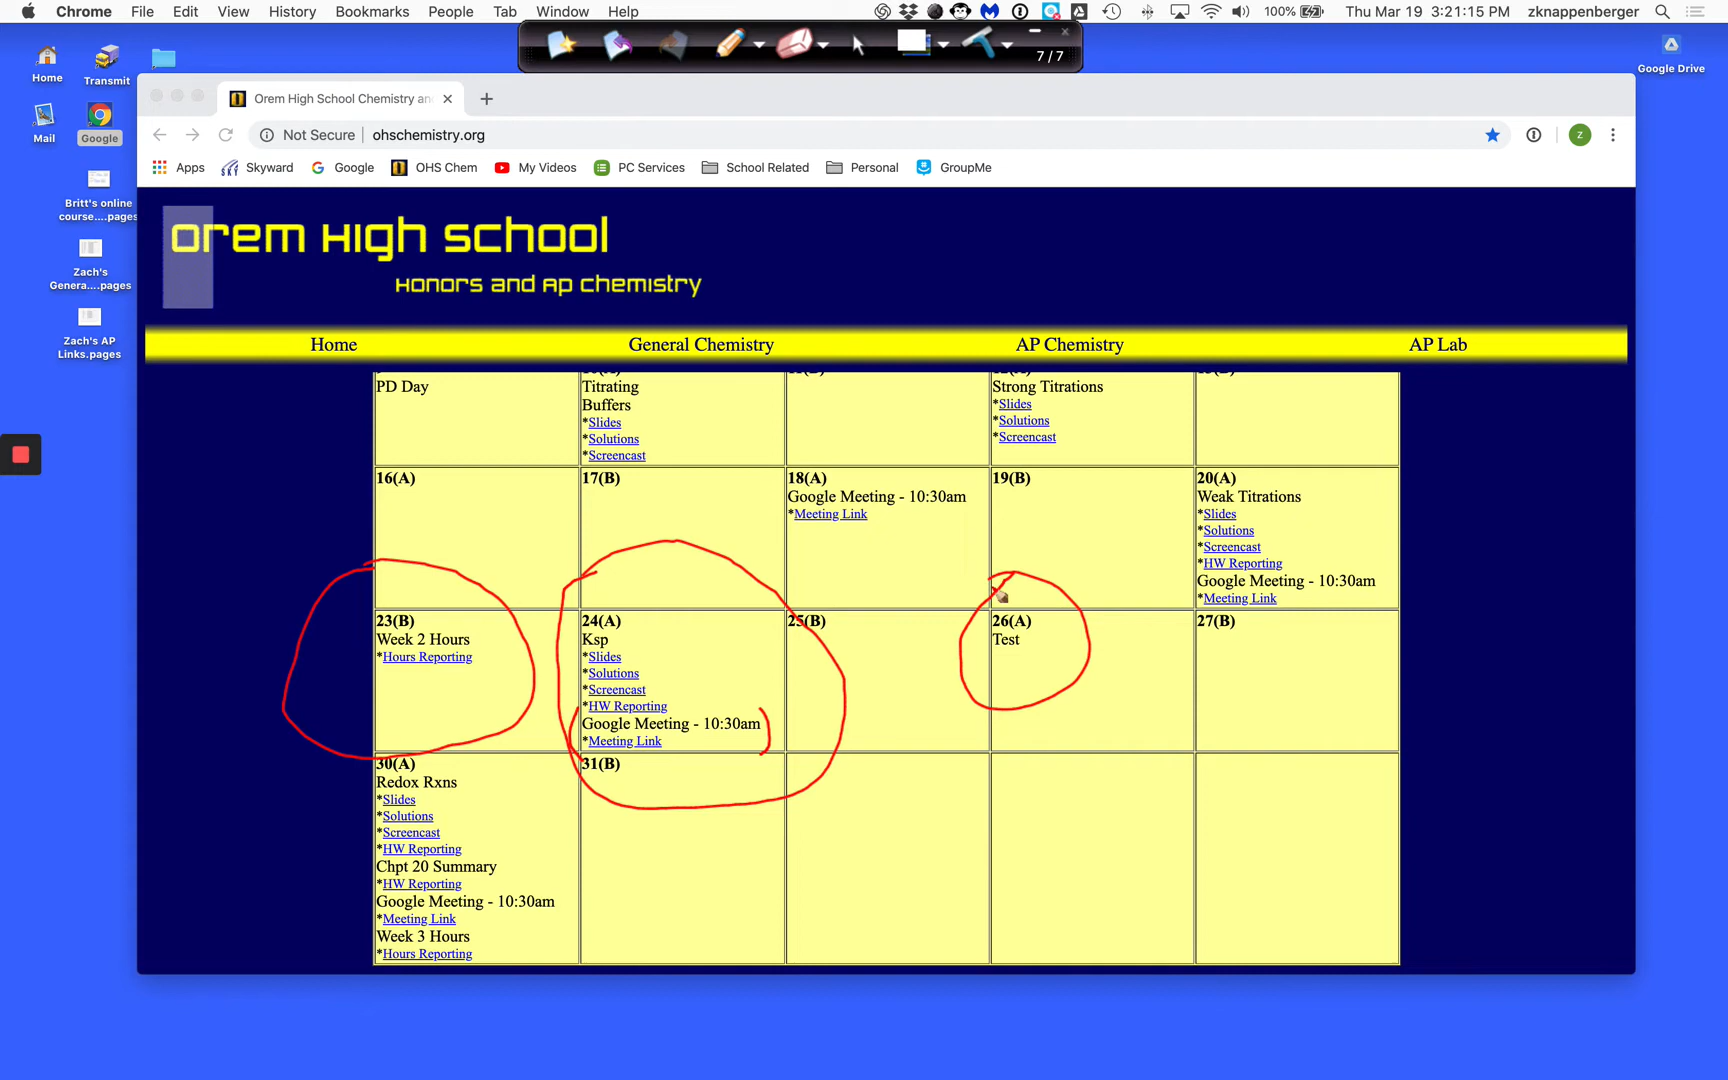 Chrome File Edit View History Bookmarks People Tab Window Help 100% Thu Mar 19 3:21:15 PM zknappenberger
7 / 7
Home
Transmit
Google Drive
Mail
Google
Britt's online
course....pages
Zach's
Genera....pages
Zach's AP
Links.pages
Orem High School Chemistry an
Not Secure | ohschemistry.org
z
Apps Skyward Google OHS Chem My Videos PC Services School Related Personal GroupMe
Orem High School
Honors and AP Chemistry
Home General Chemistry AP Chemistry AP Lab
PD Day
Titrating
Buffers
*Slides
*Solutions
*Screencast
Strong Titrations
*Slides
*Solutions
*Screencast
16(A)
17(B)
18(A)
Google Meeting - 10:30am
*Meeting Link
19(B)
20(A)
Weak Titrations
*Slides
*Solutions
*Screencast
*HW Reporting
Google Meeting - 10:30am
*Meeting Link
23(B)
Week 2 Hours
*Hours Reporting
24(A)
Ksp
*Slides
*Solutions
*Screencast
*HW Reporting
Google Meeting - 10:30am
*Meeting Link
25(B)
26(A)
Test
27(B)
30(A)
Redox Rxns
*Slides
*Solutions
*Screencast
*HW Reporting
Chpt 20 Summary
*HW Reporting
Google Meeting - 10:30am
*Meeting Link
Week 3 Hours
*Hours Reporting
31(B)